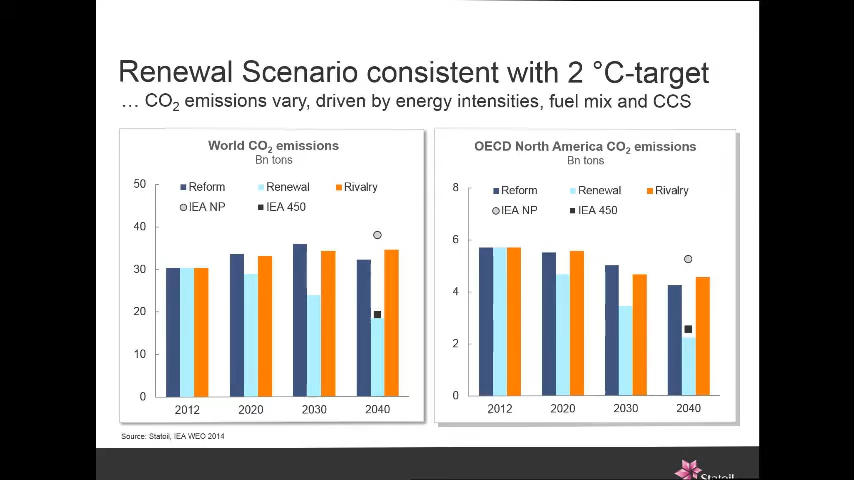 Renewal Scenario consistent with 2 °C-target
… CO2 emissions vary, driven by energy intensities, fuel mix and CCS
World CO2 emissions
Bn tons
Reform Renewal Rivalry
IEA NP IEA 450
50
40
30
20
10
0
2012 2020 2030 2040
OECD North America CO2 emissions
Bn tons
Reform Renewal Rivalry
IEA NP IEA 450
8
6
4
2
0
2012 2020 2030 2040
Source: Statoil, IEA WEO 2014
Statoil